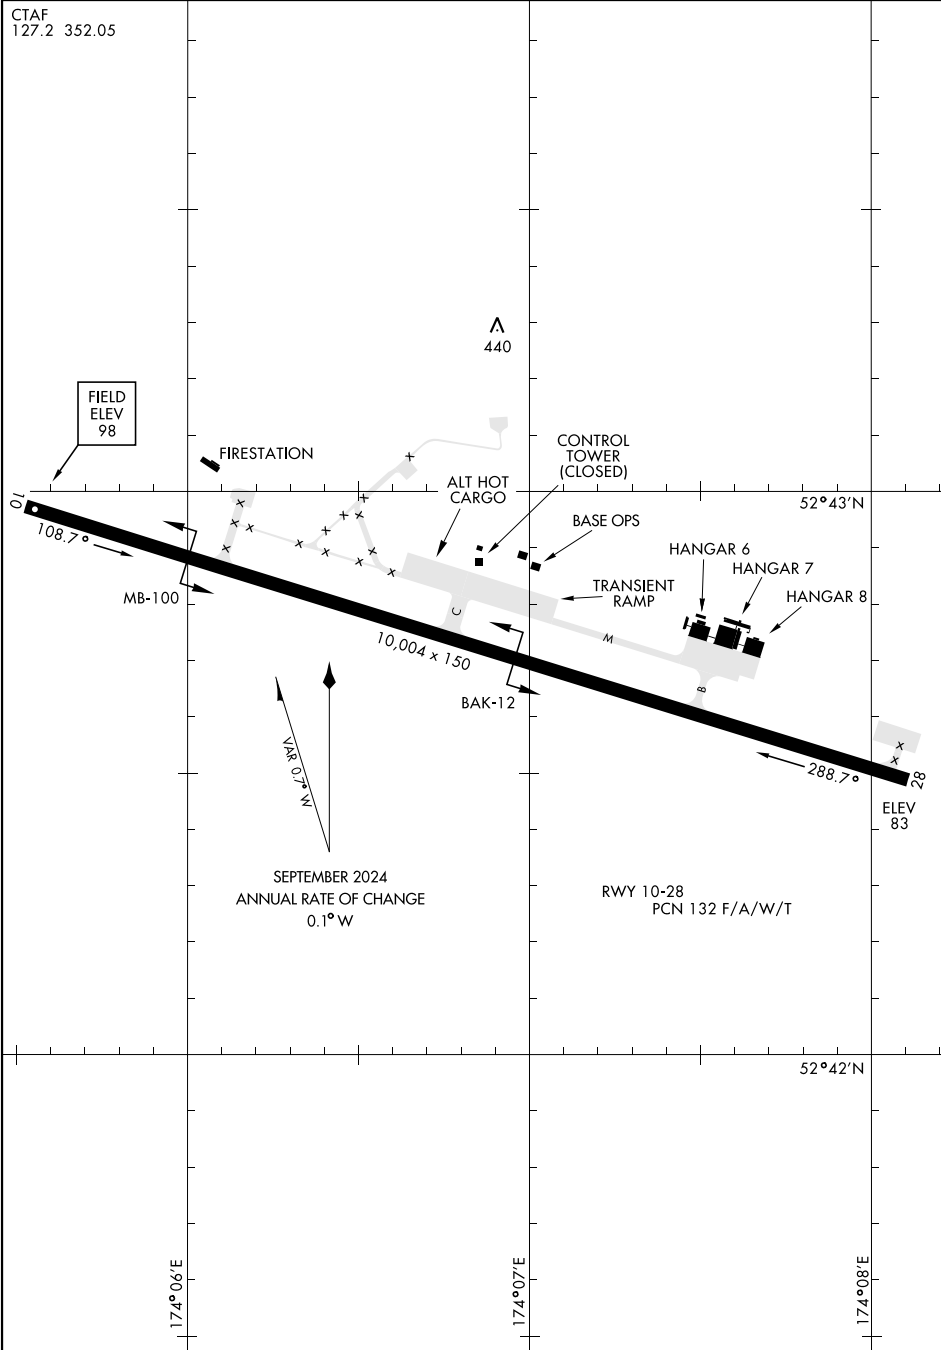 CTAF
127.2 352.05
440
FIELD
ELEV
98
FIRESTATION
CONTROL
TOWER
(CLOSED)
ALT HOT
CARGO
52°43'N
10
108.7°
BASE OPS
HANGAR 6
HANGAR 7
HANGAR 8
TRANSIENT
RAMP
MB-100
C
M
10,004 x 150
B
BAK-12
VAR 0.7° W
288.7°
28
ELEV
83
SEPTEMBER 2024
ANNUAL RATE OF CHANGE
0.1° W
RWY 10-28
PCN 132 F/A/W/T
52°42'N
174°06'E
174°07'E
174°08'E